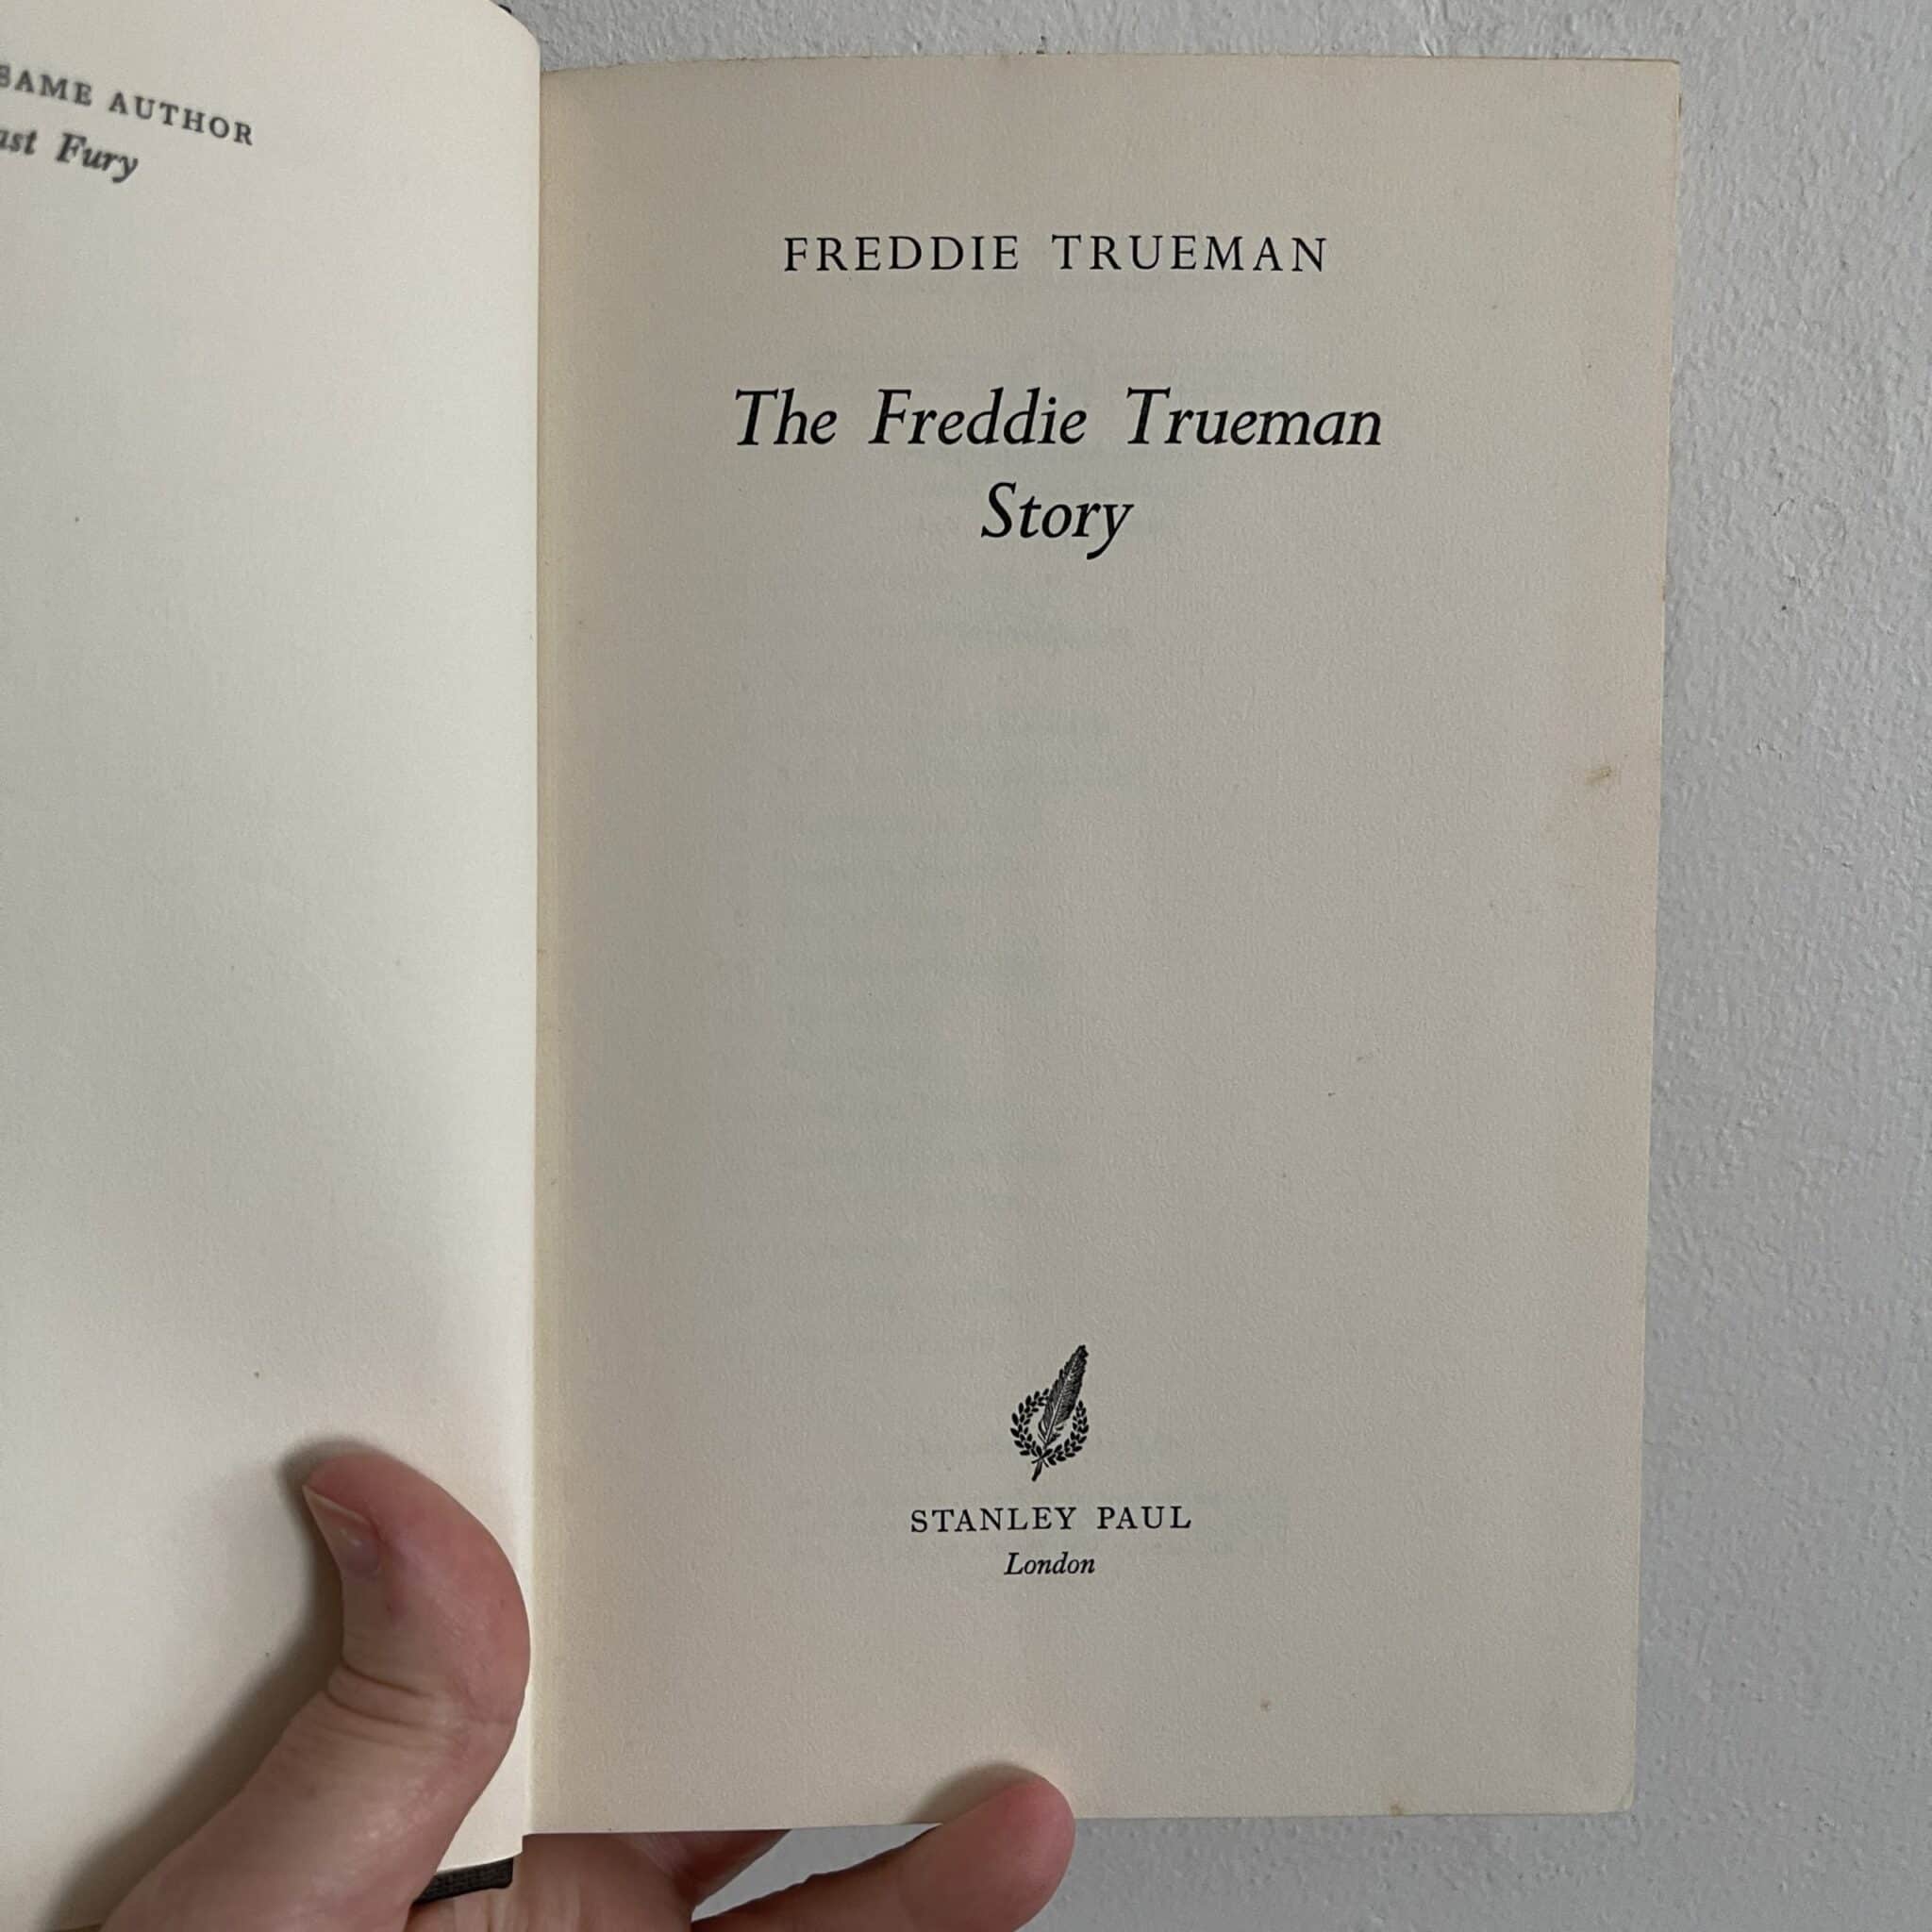 SAME AUTHOR
Fury
FREDDIE TRUEMAN
The Freddie Trueman
Story
STANLEY PAUL
London